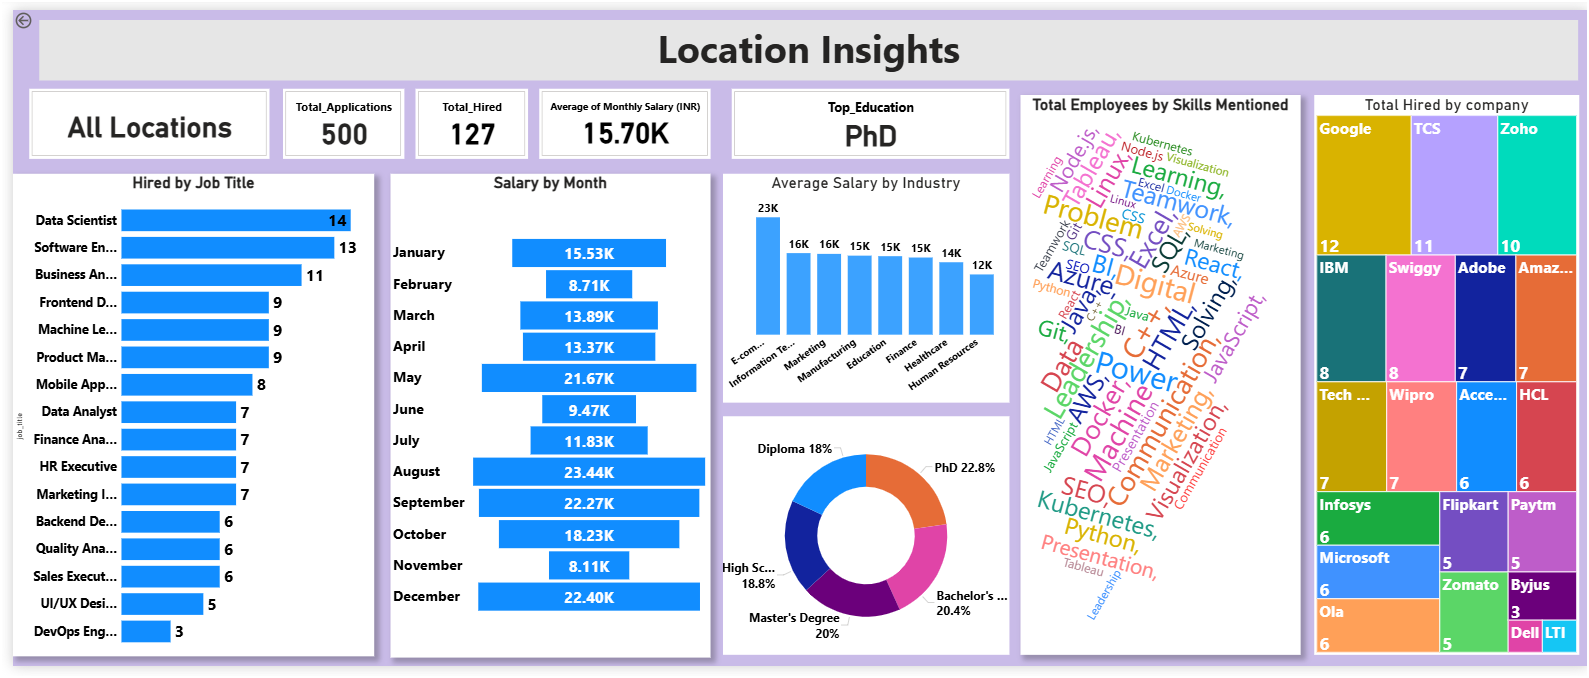 Location Insights
All Locations
Total_Applications
500
Total_Hired
127
Average of Monthly Salary (INR)
15.70K
Top_Education
PhD
Hired by Job Title
job_title
Data Scientist 14
Software En... 13
Business An... 11
Frontend D... 9
Machine Le... 9
Product Ma... 9
Mobile App... 8
Data Analyst 7
Finance Ana... 7
HR Executive 7
Marketing I... 7
Backend De... 6
Quality Ana... 6
Sales Execut... 6
UI/UX Desi... 5
DevOps Eng... 3
Salary by Month
January 15.53K
February 8.71K
March 13.89K
April 13.37K
May 21.67K
June 9.47K
July 11.83K
August 23.44K
September 22.27K
October 18.23K
November 8.11K
December 22.40K
Average Salary by Industry
23K
16K
16K
15K
15K
15K
14K
12K
E-com...
Information Te...
Marketing
Manufacturing
Education
Finance
Healthcare
Human Resources
Diploma 18%
PhD 22.8%
High Sc...
18.8%
Bachelor's ...
20.4%
Master's Degree
20%
Total Employees by Skills Mentioned
Kubernetes
Node.js
Visualization
Learning
Node.js,
Tableau,
Linux,
Learning,
Excel
Docker
Teamwork,
Linux
Problem
CSS
AWS
Solving
Teamwork
Git
SQL
CSS,
Excel,
SQL,
Marketing
SEO
BI,
React,
Azure,
Digital
Azure
Python
React
Java,
C++
Java
Solving,
JavaScript,
Git,
BI
C++,
HTML,
Data
Leadership,
Power
AWS,
Docker,
Machine
Communication,
HTML
JavaScript
Presentation
Marketing,
Visualization,
Communication
SEO,
Kubernetes,
Python,
Presentation,
Tableau
Leadership
Total Hired by company
Google
12
TCS
11
Zoho
10
IBM
8
Swiggy
8
Adobe
7
Amaz...
7
Tech ...
7
Wipro
7
Acce...
6
HCL
6
Infosys
6
Flipkart
5
Paytm
5
Microsoft
6
Zomato
5
Byjus
3
Ola
6
Dell
LTI